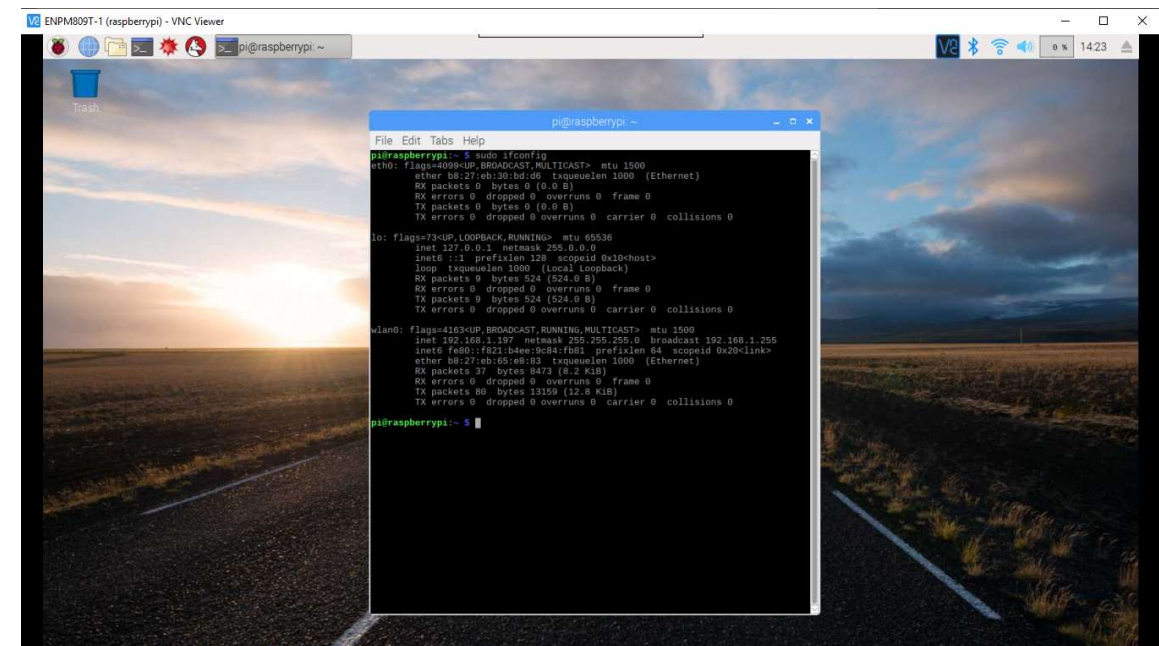 ENPM809T-1 (raspberrypi) - VNC Viewer
pi@raspberrypi: ~
0 %
14:23
Trash
pi@raspberrypi: ~
File Edit Tabs Help
pi@raspberrypi:~ $ sudo ifconfig
eth0: flags=4099<UP,BROADCAST,MULTICAST>  mtu 1500
        ether b8:27:eb:30:bd:d6  txqueuelen 1000  (Ethernet)
        RX packets 0  bytes 0 (0.0 B)
        RX errors 0  dropped 0  overruns 0  frame 0
        TX packets 0  bytes 0 (0.0 B)
        TX errors 0  dropped 0 overruns 0  carrier 0  collisions 0
lo: flags=73<UP,LOOPBACK,RUNNING>  mtu 65536
        inet 127.0.0.1  netmask 255.0.0.0
        inet6 ::1  prefixlen 128  scopeid 0x10<host>
        loop  txqueuelen 1000  (Local Loopback)
        RX packets 9  bytes 524 (524.0 B)
        RX errors 0  dropped 0  overruns 0  frame 0
        TX packets 9  bytes 524 (524.0 B)
        TX errors 0  dropped 0 overruns 0  carrier 0  collisions 0
wlan0: flags=4163<UP,BROADCAST,RUNNING,MULTICAST>  mtu 1500
        inet 192.168.1.197  netmask 255.255.255.0  broadcast 192.168.1.255
        inet6 fe80::f821:b4ee:9c84:fb81  prefixlen 64  scopeid 0x20<link>
        ether b8:27:eb:65:e8:83  txqueuelen 1000  (Ethernet)
        RX packets 37  bytes 8473 (8.2 KiB)
        RX errors 0  dropped 0  overruns 0  frame 0
        TX packets 80  bytes 13159 (12.8 KiB)
        TX errors 0  dropped 0 overruns 0  carrier 0  collisions 0
pi@raspberrypi:~ $